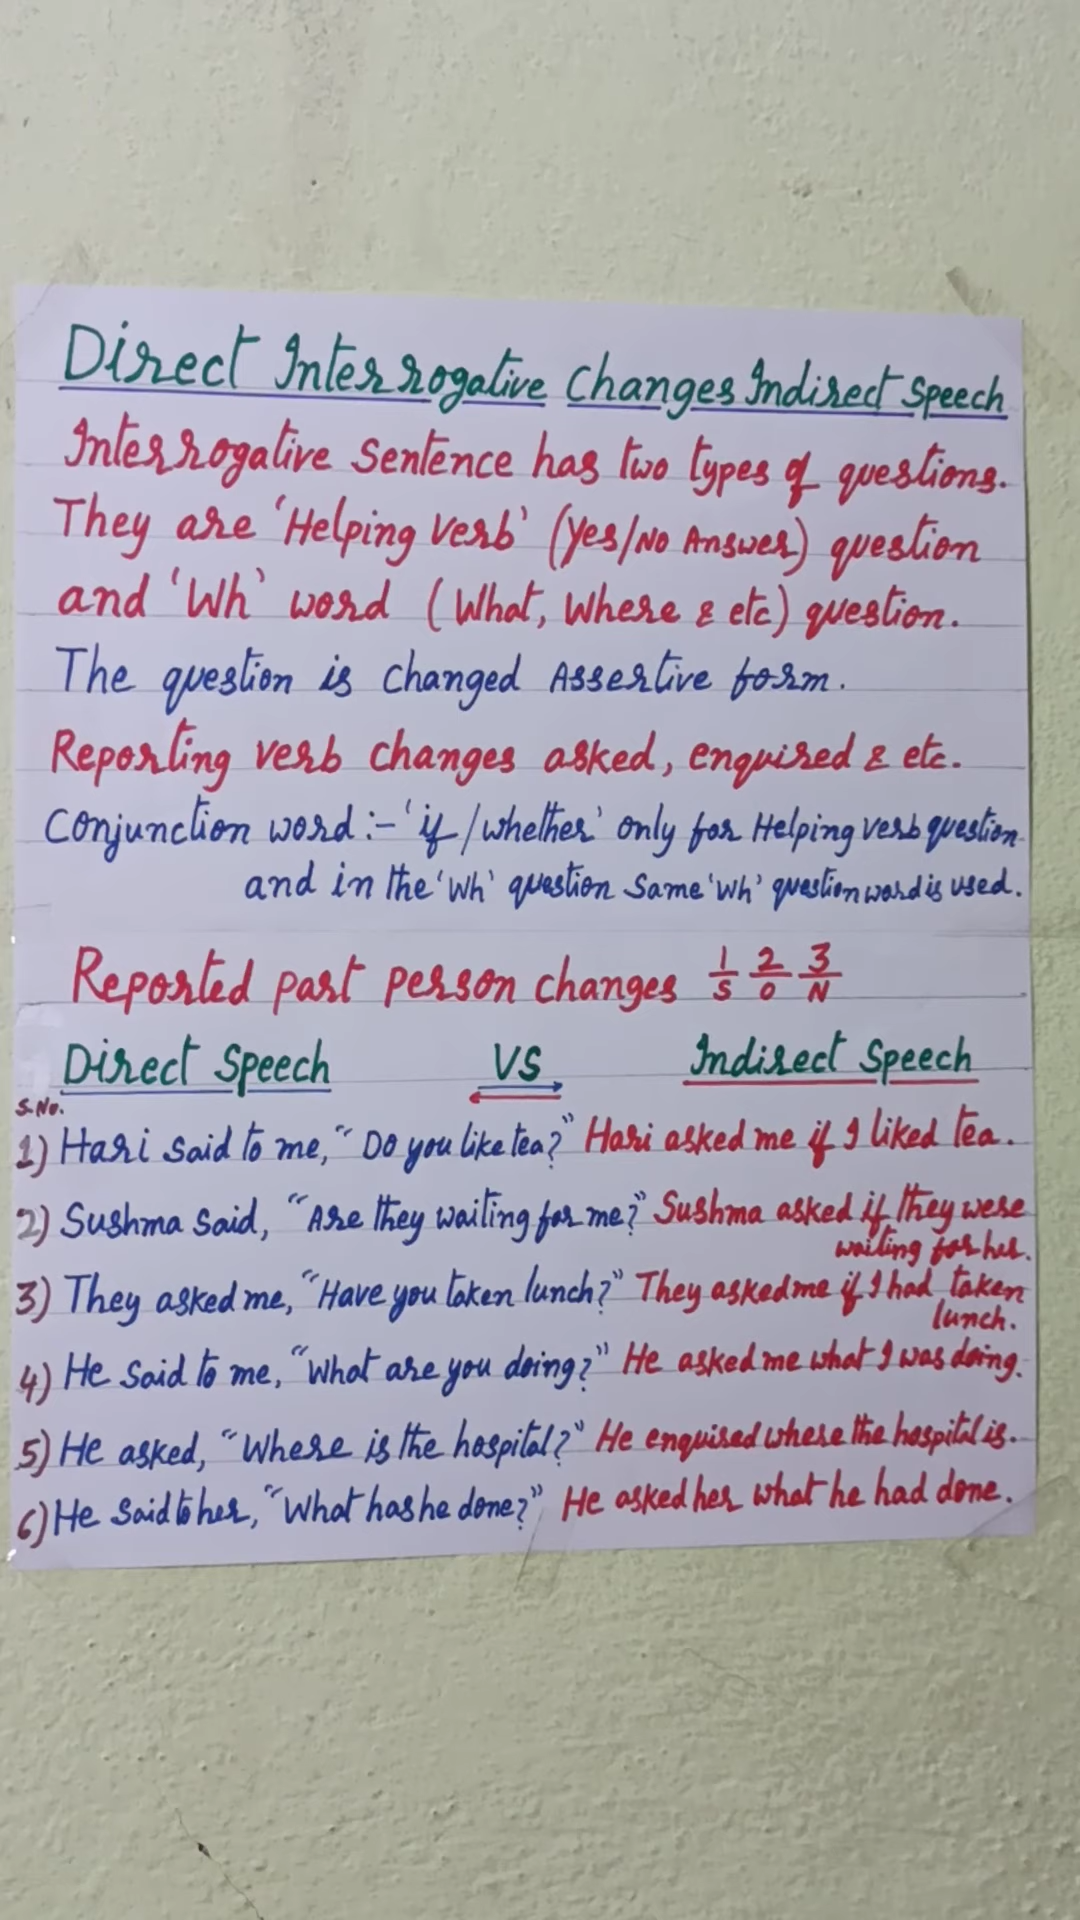 Direct Interrogative Changes Indirect Speech
Interrogative Sentence has two types of questions.
They are 'Helping verb' (Yes/No Answer) question
and 'Wh' word (What, Where & etc) question.
The question is changed Assertive form.
Reporting verb changes asked, enquired & etc.
Conjunction word :- 'if/whether' only for Helping verb question
and in the 'Wh' question Same 'Wh' question word is used.
Reported part person changes 1/S 2/O 3/N
Direct Speech VS Indirect Speech
S.No.
1) Hari Said to me, "Do you like tea?" Hari asked me if I liked tea.
2) Sushma Said, "Are they waiting for me?" Sushma asked if they were
waiting for her.
3) They asked me, "Have you taken lunch?" They asked me if I had taken
lunch.
4) He Said to me, "What are you doing?" He asked me what I was doing.
5) He asked, "Where is the hospital?" He enquired where the hospital is.
6) He Said to her, "What has he done?" He asked her what he had done.